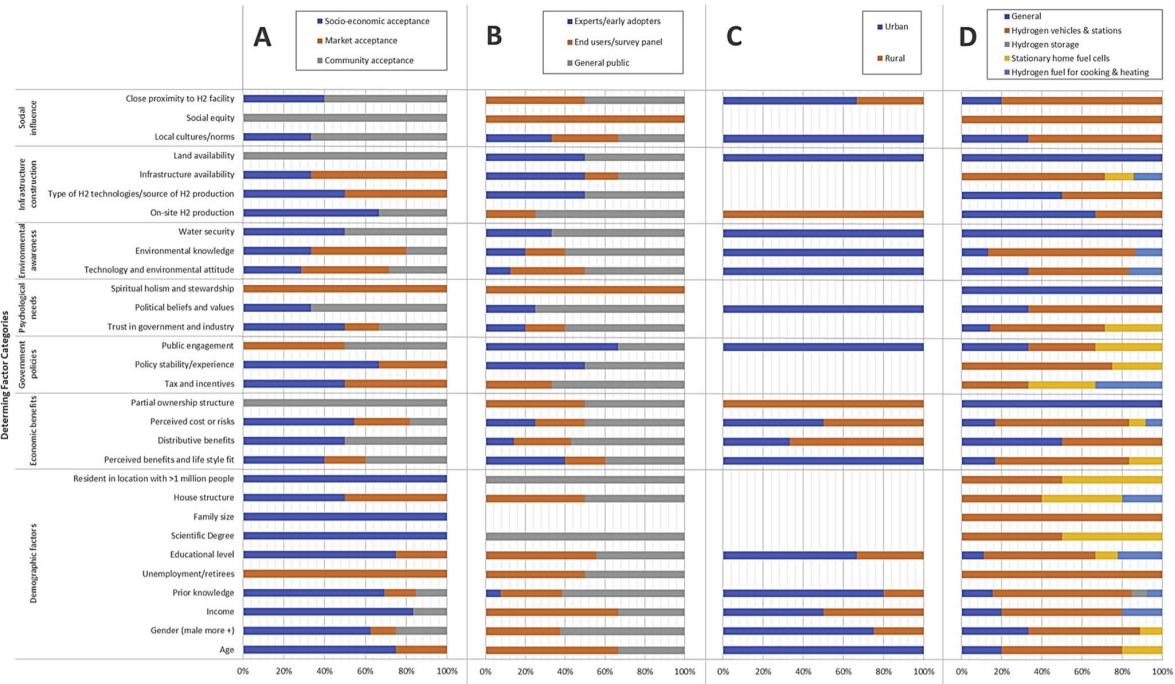 A
Socio-economic acceptance
Market acceptance
Community acceptance
B
Experts/early adopters
End users/survey panel
General public
C
Urban
Rural
D
General
Hydrogen vehicles & stations
Hydrogen storage
Stationary home fuel cells
Hydrogen fuel for cooking & heating
Determing Factor Categories
Social
influence
Close proximity to H2 facility
Social equity
Local cultures/norms
Infrastructure
construction
Land availability
Infrastructure availability
Type of H2 technologies/source of H2 production
On-site H2 production
Environmental
awareness
Water security
Environmental knowledge
Technology and environmental attitude
Psychological
needs
Spiritual holism and stewardship
Political beliefs and values
Trust in government and industry
Government
policies
Public engagement
Policy stability/experience
Tax and incentives
Economic benefits
Partial ownership structure
Perceived cost or risks
Distributive benefits
Perceived benefits and life style fit
Demographic factors
Resident in location with >1 million people
House structure
Family size
Scientific Degree
Educational level
Unemployment/retirees
Prior knowledge
Income
Gender (male more +)
Age
0% 20% 40% 60% 80% 100%
0% 20% 40% 60% 80% 100%
0% 20% 40% 60% 80% 100%
0% 20% 40% 60% 80% 100%